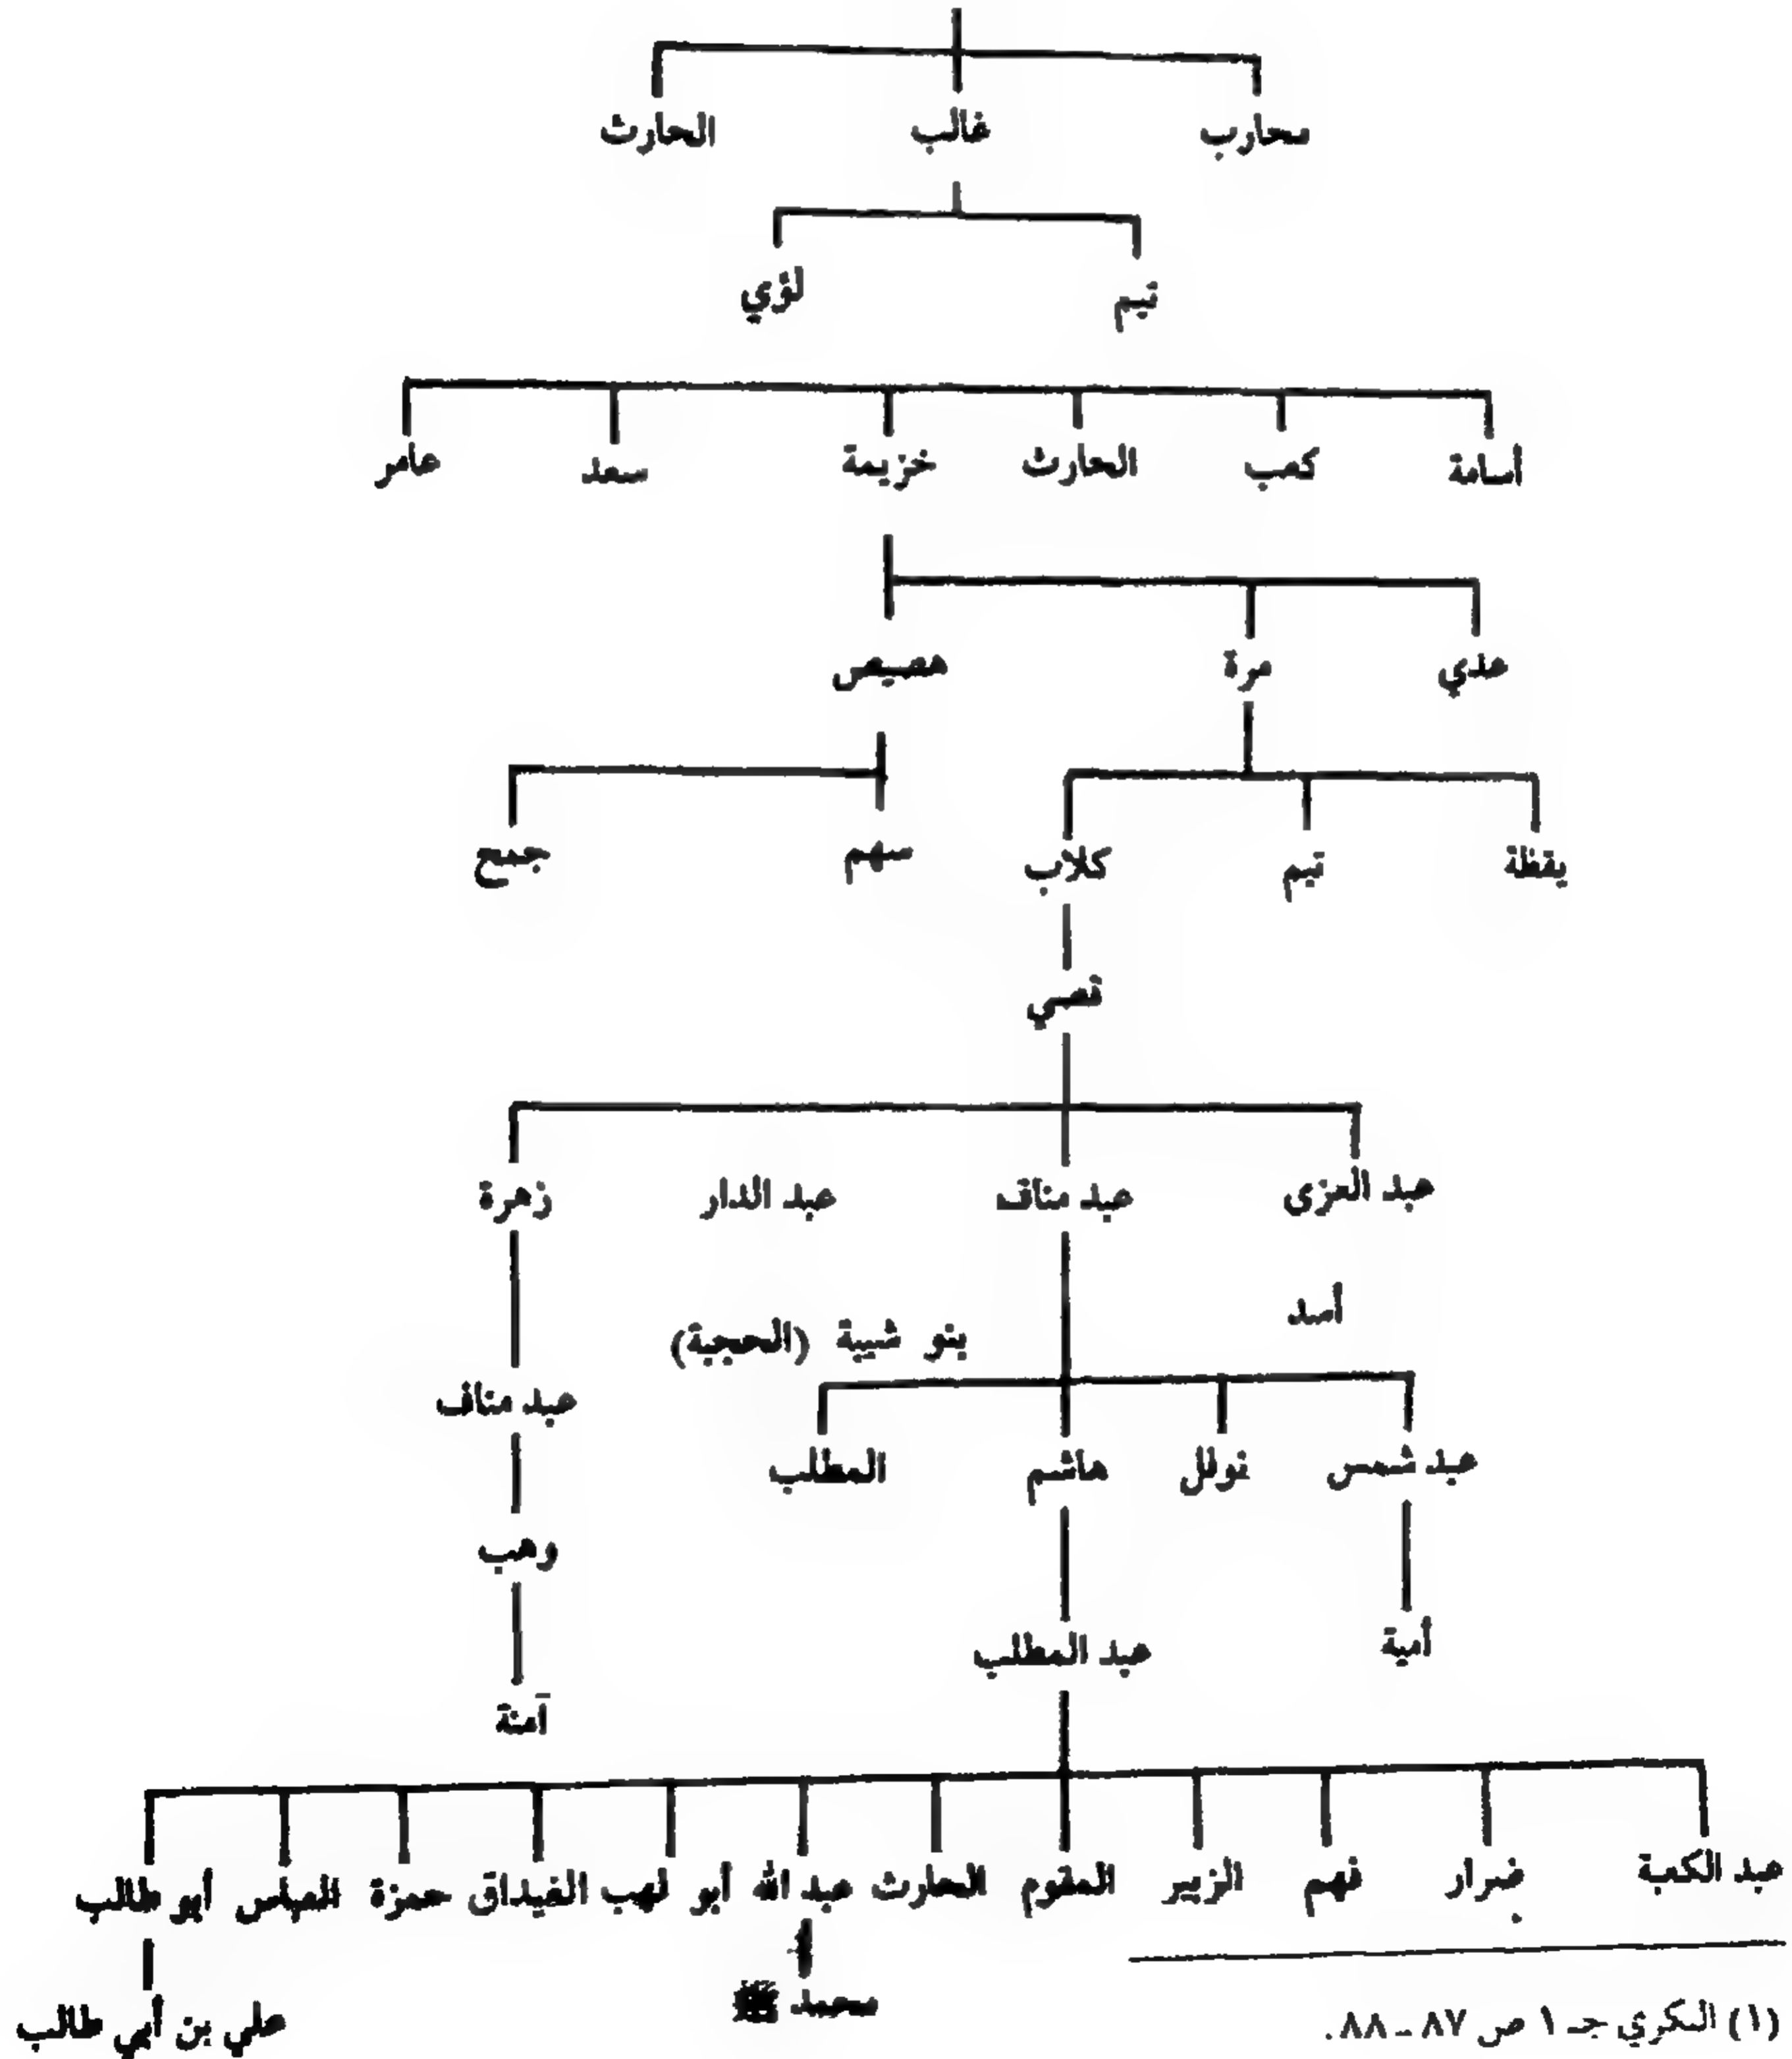 محارب غالب الحارث
تيم لؤي
أسامة كعب الحارث خزيمة سعد عامر
عدي مرة هصيص
يقظة تيم كلاب سهم جمح
قصي
عبد العزى عبد مناف عبد الدار زهرة
أسد
بنو شيبة (الحجبة)
عبد مناف
عبد شمس نوفل هاشم المطلب
وهب
أمية
عبد المطلب
آمنة
عبد الكعبة ضرار فهم الزبير المقوم الحارث عبد الله أبو لهب الغيداق حمزة العباس أبو طالب
محمد ﷺ
علي بن أبي طالب
(١) البكري جـ ١ ص ٨٧ - ٨٨.